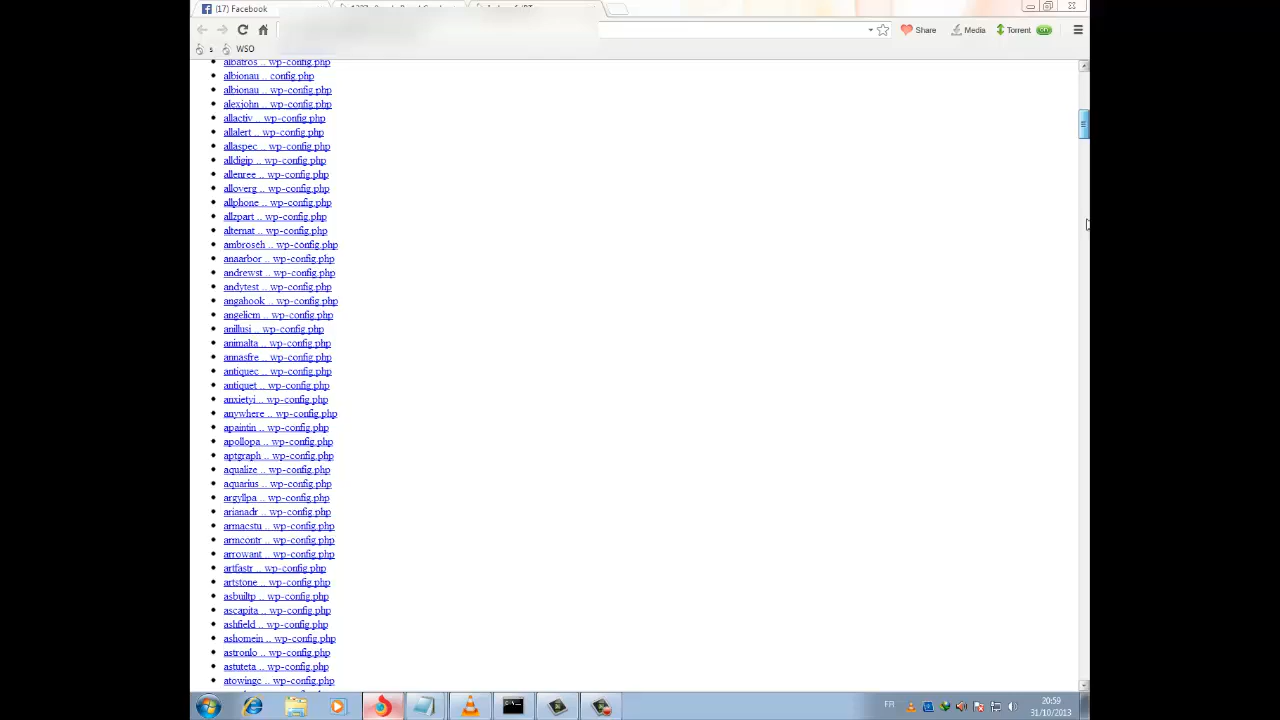 (17) Facebook
Share
Media
Torrent
on
s
WSO
albatros .. wp-config.php
albionau .. config.php
albionau .. wp-config.php
alexjohn .. wp-config.php
allactiv .. wp-config.php
allalert .. wp-config.php
allaspec .. wp-config.php
alldigip .. wp-config.php
allenree .. wp-config.php
alloverg .. wp-config.php
allphone .. wp-config.php
allzpart .. wp-config.php
alternat .. wp-config.php
ambroseh .. wp-config.php
anaarbor .. wp-config.php
andrewst .. wp-config.php
andytest .. wp-config.php
angahook .. wp-config.php
angelicm .. wp-config.php
anillusi .. wp-config.php
animalta .. wp-config.php
annasfre .. wp-config.php
antiquec .. wp-config.php
antiquet .. wp-config.php
anxietyi .. wp-config.php
anywhere .. wp-config.php
apaintin .. wp-config.php
apollopa .. wp-config.php
aptgraph .. wp-config.php
aqualize .. wp-config.php
aquarius .. wp-config.php
argyllpa .. wp-config.php
arianadr .. wp-config.php
armacstu .. wp-config.php
armcontr .. wp-config.php
arrowant .. wp-config.php
artfastr .. wp-config.php
artstone .. wp-config.php
asbuiltp .. wp-config.php
ascapita .. wp-config.php
ashfield .. wp-config.php
ashomein .. wp-config.php
astronlo .. wp-config.php
astuteta .. wp-config.php
atowingc .. wp-config.php
FR
20:59
31/10/2013